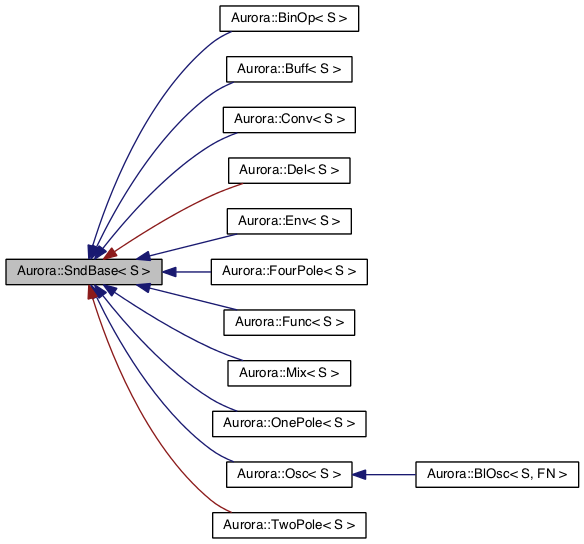 Aurora::BinOp< S >
Aurora::Buff< S >
Aurora::Conv< S >
Aurora::Del< S >
Aurora::Env< S >
Aurora::SndBase< S >
Aurora::FourPole< S >
Aurora::Func< S >
Aurora::Mix< S >
Aurora::OnePole< S >
Aurora::Osc< S >
Aurora::BlOsc< S, FN >
Aurora::TwoPole< S >